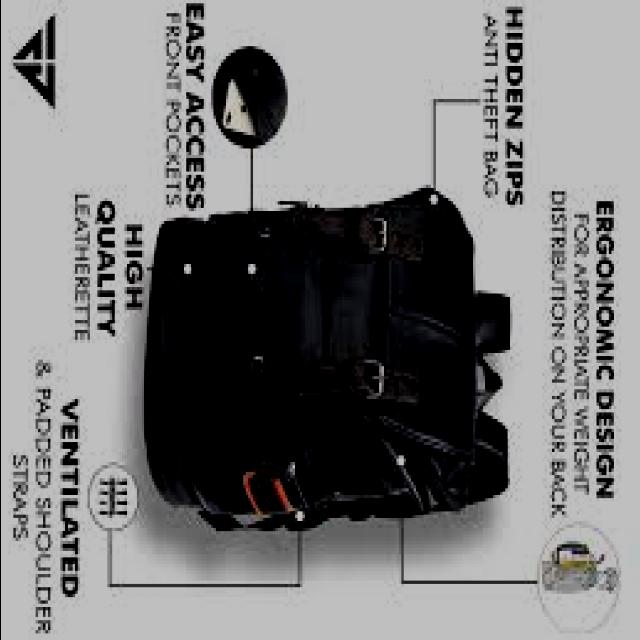 ERGONOMIC DESIGN
FOR APPROPRIATE WEIGHT
DISTRIBUTION ON YOUR BACK
HIDDEN ZIPS
ANTI THEFT BAG
EASY ACCESS
FRONT POCKETS
HIGH
QUALITY
LEATHERETTE
VENTILATED
& PADDED SHOULDER
STRAPS